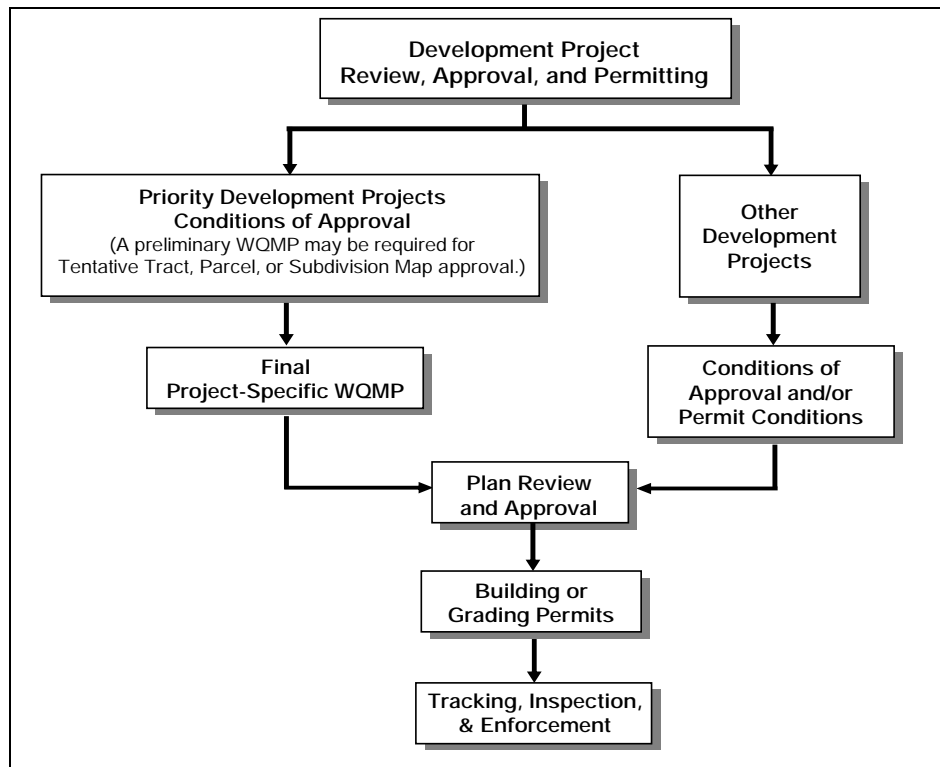 Development Project
Review, Approval, and Permitting
Priority Development Projects
Conditions of Approval
(A preliminary WQMP may be required for
Tentative Tract, Parcel, or Subdivision Map approval.)
Other
Development
Projects
Final
Project-Specific WQMP
Conditions of
Approval and/or
Permit Conditions
Plan Review
and Approval
Building or
Grading Permits
Tracking, Inspection,
& Enforcement